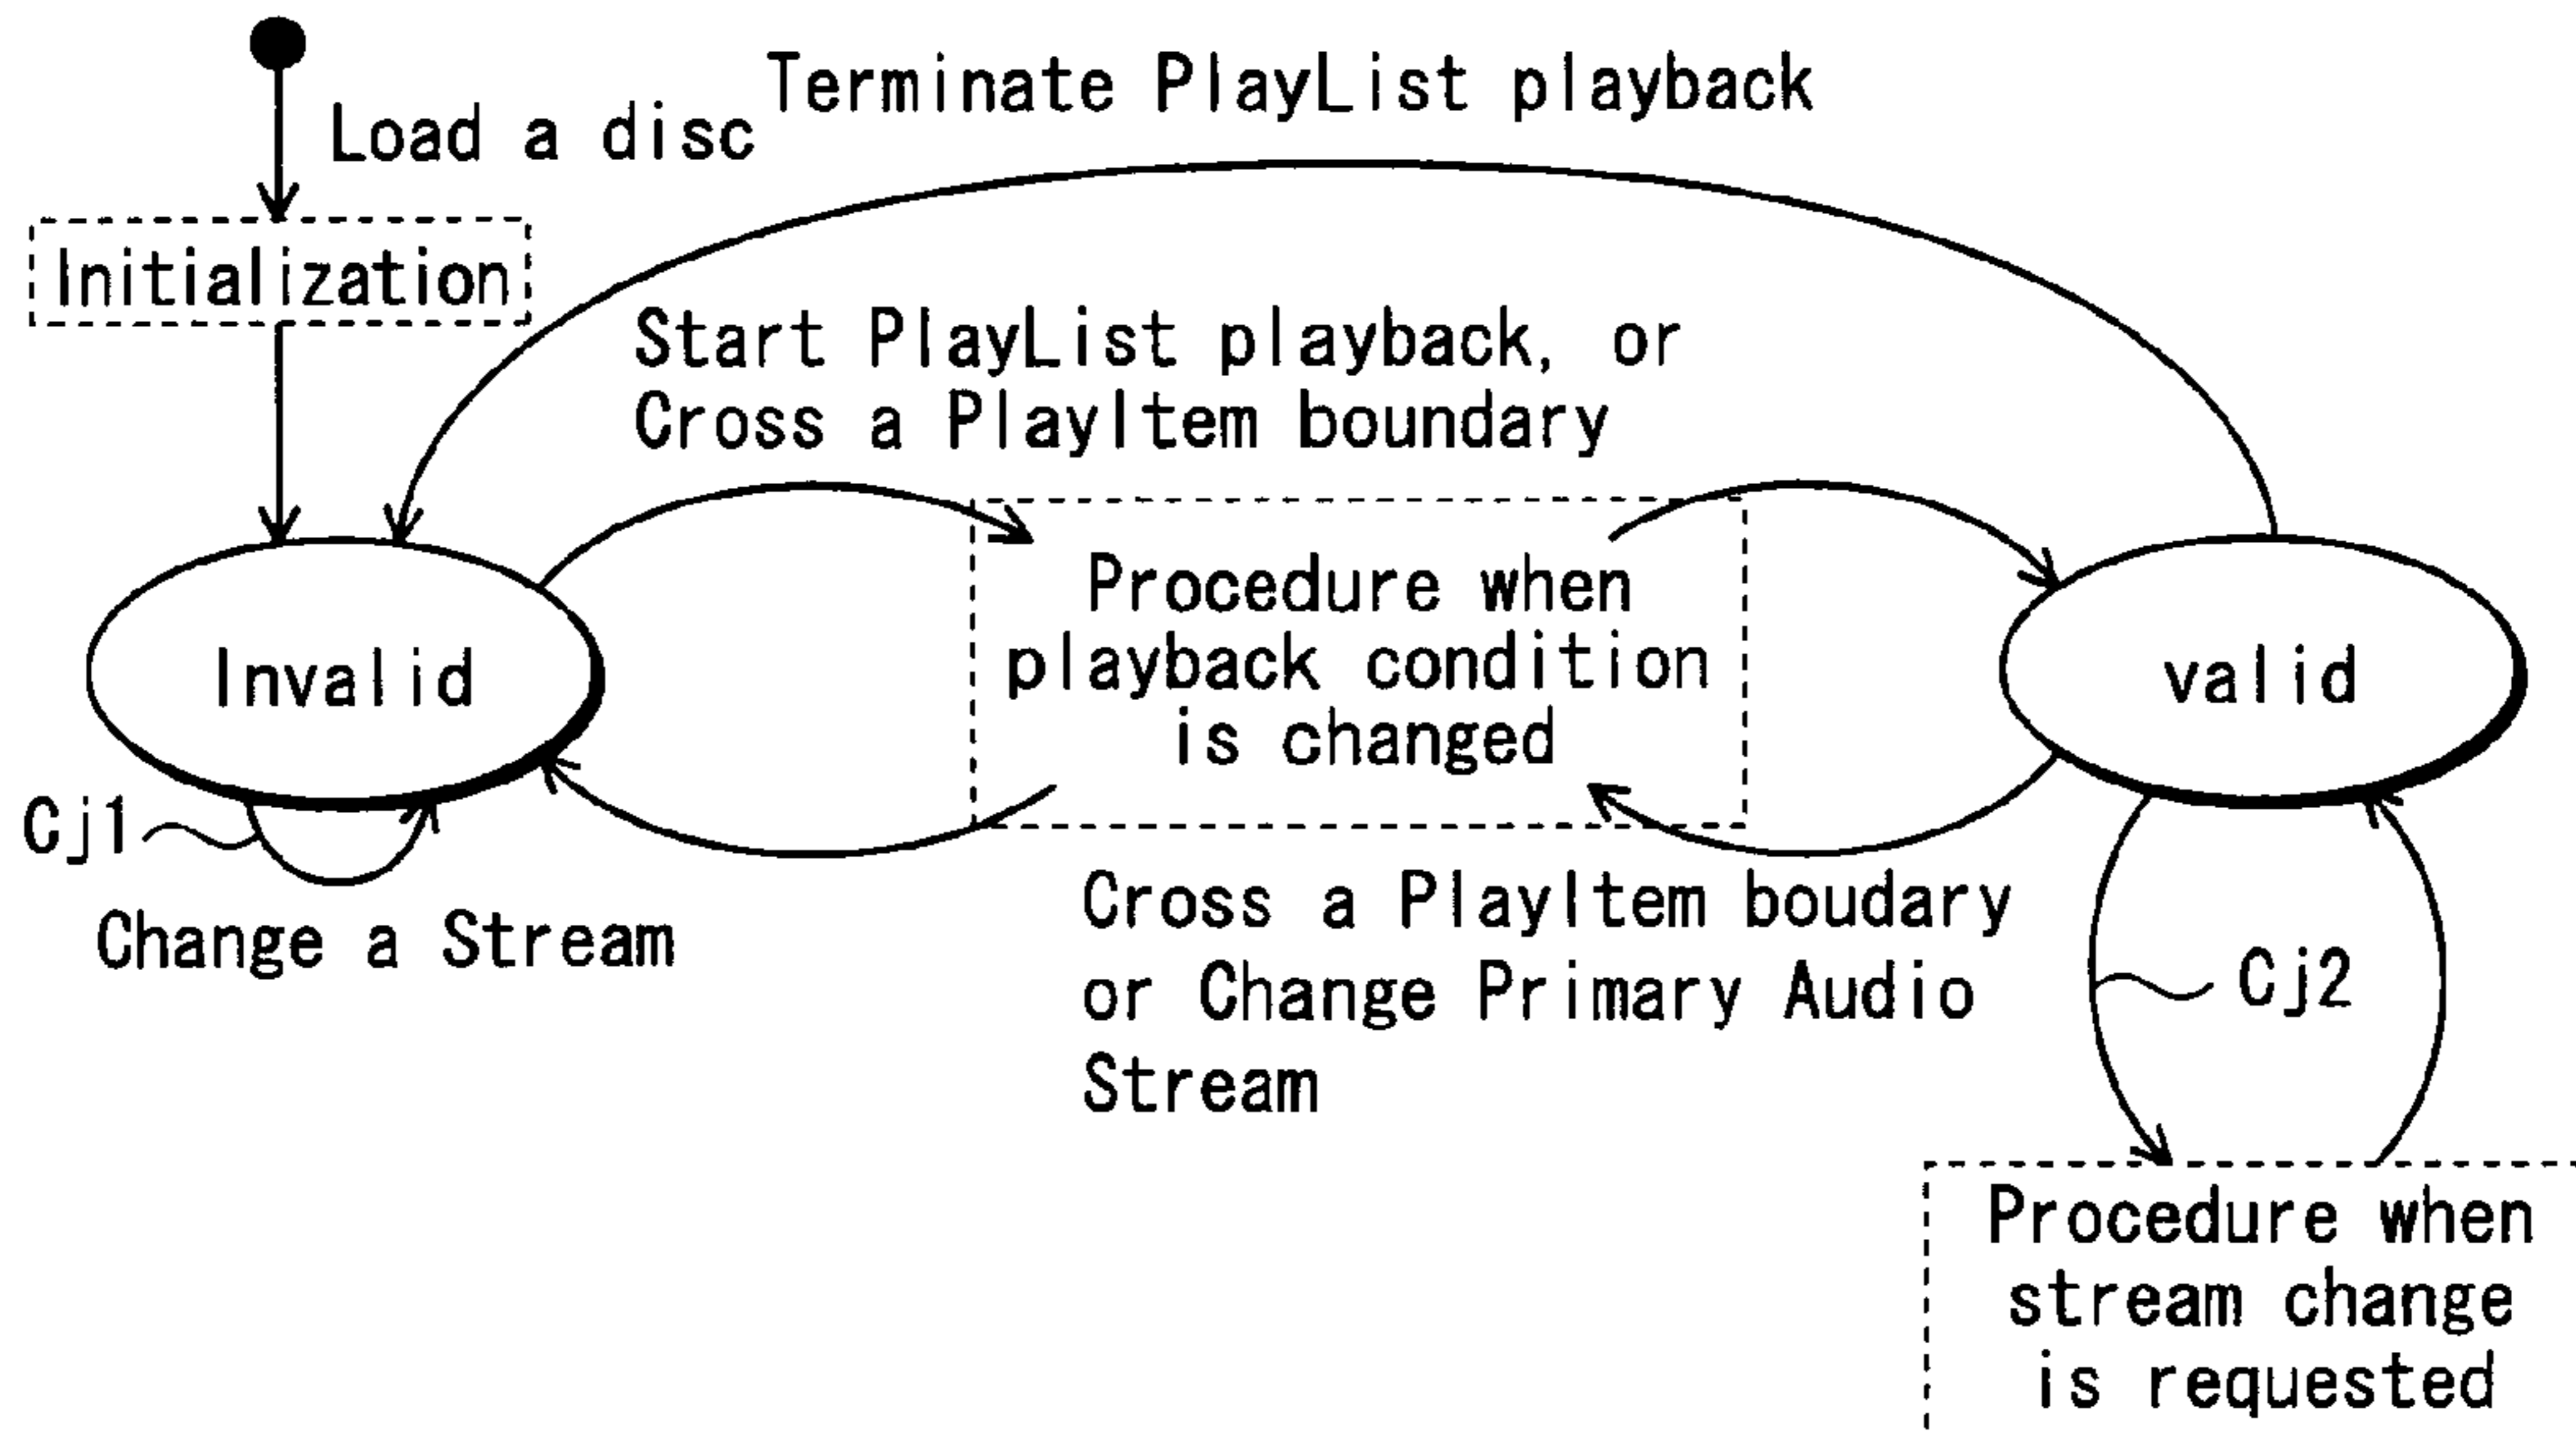 Load a disc
Terminate PlayList playback
Initialization
Start PlayList playback, or
Cross a PlayItem boundary
Procedure when
playback condition
is changed
Invalid
valid
Cj1
Change a Stream
Cross a PlayItem boudary
or Change Primary Audio
Stream
Cj2
Procedure when
stream change
is requested